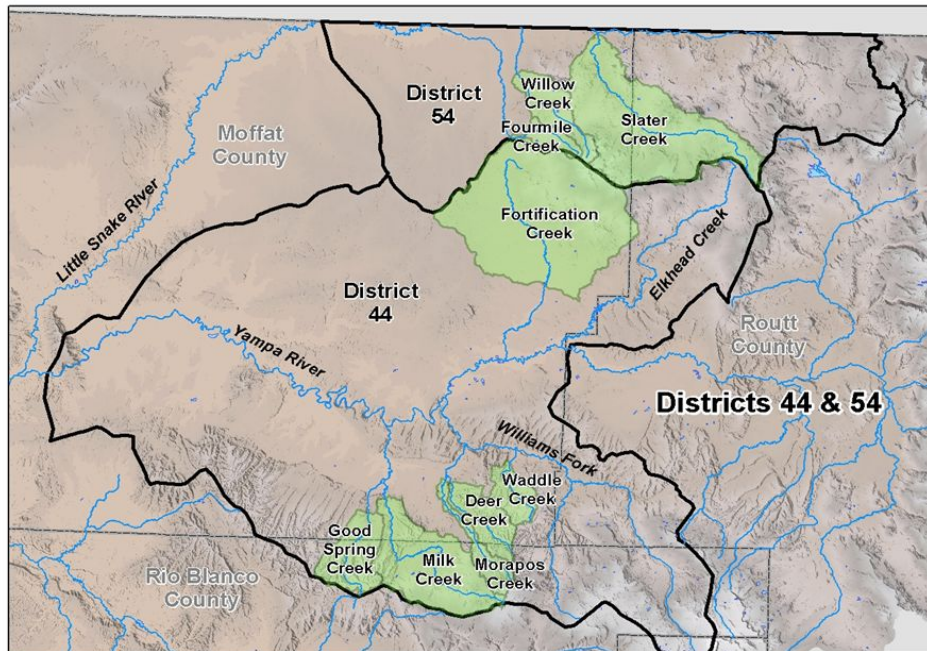 Willow
Creek
District
54
Slater
Creek
Fourmile
Creek
Moffat
County
Fortification
Creek
Little Snake River
Elkhead Creek
District
44
Routt
County
Yampa River
Districts 44 & 54
Williams Fork
Waddle
Creek
Deer
Creek
Good
Spring
Creek
Milk
Creek
Morapos
Creek
Rio Blanco
County